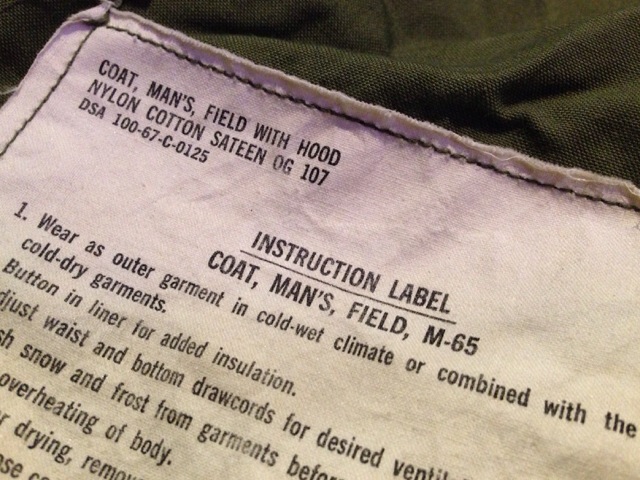 COAT, MAN'S, FIELD WITH HOOD
NYLON COTTON SATEEN OG 107
DSA 100-67-C-0125
INSTRUCTION LABEL
COAT, MAN'S, FIELD, M-65
1. Wear as outer garment in cold-wet climate or combined with the
cold-dry garments.
Button in liner for added insulation.
waist and bottom drawcords for desired
snow and frost from garments
overheating of body.
drying,